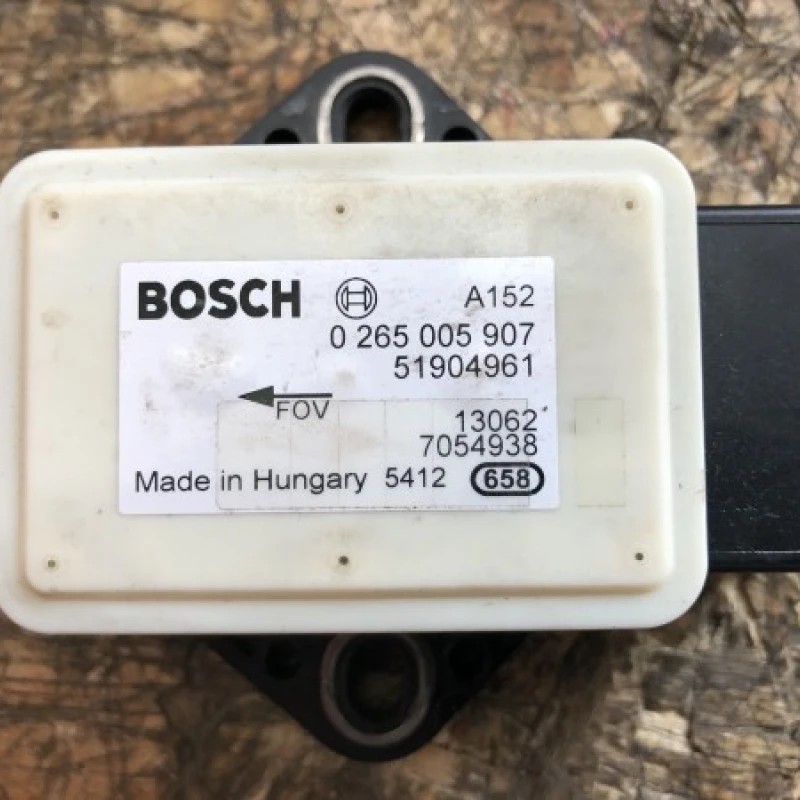 BOSCH A152
0 265 005 907
51904961
FOV
13062
7054938
Made in Hungary 5412 658